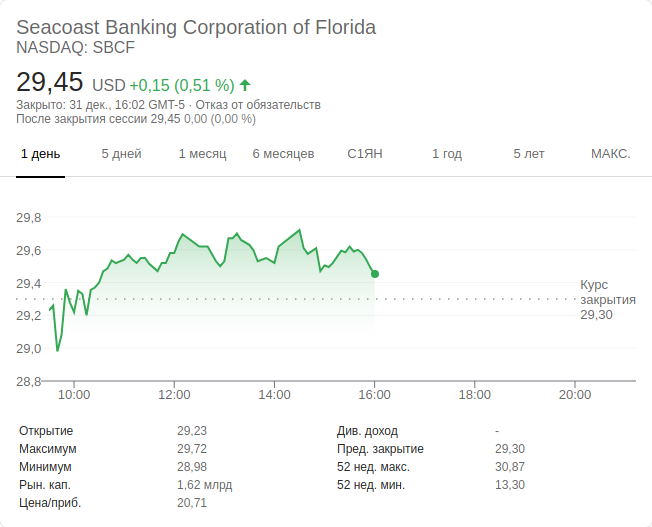 Seacoast Banking Corporation of Florida
NASDAQ: SBCF
29,45 USD +0,15 (0,51 %)
Закрыто: 31 дек., 16:02 GMT-5 · Отказ от обязательств
После закрытия сессии 29,45 0,00 (0,00 %)
1 день 5 дней 1 месяц 6 месяцев С1ЯН 1 год 5 лет МАКС.
29,8
29,6
29,4
29,2
29,0
28,8
Курс
закрытия
29,30
10:00 12:00 14:00 16:00 18:00 20:00
Открытие 29,23 Див. доход -
Максимум 29,72 Пред. закрытие 29,30
Минимум 28,98 52 нед. макс. 30,87
Рын. кап. 1,62 млрд 52 нед. мин. 13,30
Цена/приб. 20,71